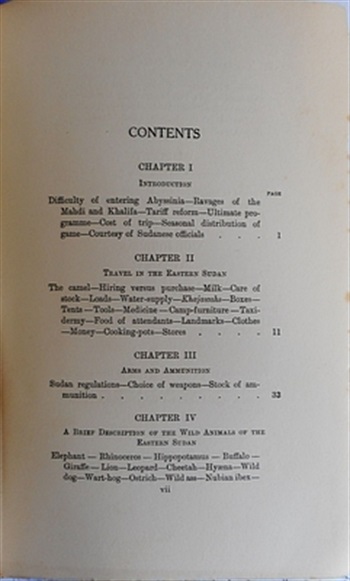 CONTENTS
CHAPTER I
INTRODUCTION
PAGE
Difficulty of entering Abyssinia—Ravages of the
Mahdi and Khalifa—Tariff reform—Ultimate pro-
gramme—Cost of trip—Seasonal distribution of
game—Courtesy of Sudanese officials . . . 1
CHAPTER II
TRAVEL IN THE EASTERN SUDAN
The camel—Hiring versus purchase—Milk—Care of
stock—Loads—Water-supply—Boxes—
Tents—Tools—Medicine—Camp-furniture—Taxi-
dermy—Food of attendants—Landmarks—Clothes
—Money—Cooking-pots—Stores . . . . 11
CHAPTER III
ARMS AND AMMUNITION
Sudan regulations—Choice of weapons—Stock of am-
munition . . . . . . . . 33
CHAPTER IV
A BRIEF DESCRIPTION OF THE WILD ANIMALS OF THE
EASTERN SUDAN
Elephant — Rhinoceros — Hippopotamus — Buffalo —
Giraffe — Lion—Leopard—Cheetah—Hyæna—Wild
dog—Wart-hog—Ostrich—Wild ass—Nubian ibex—
vii